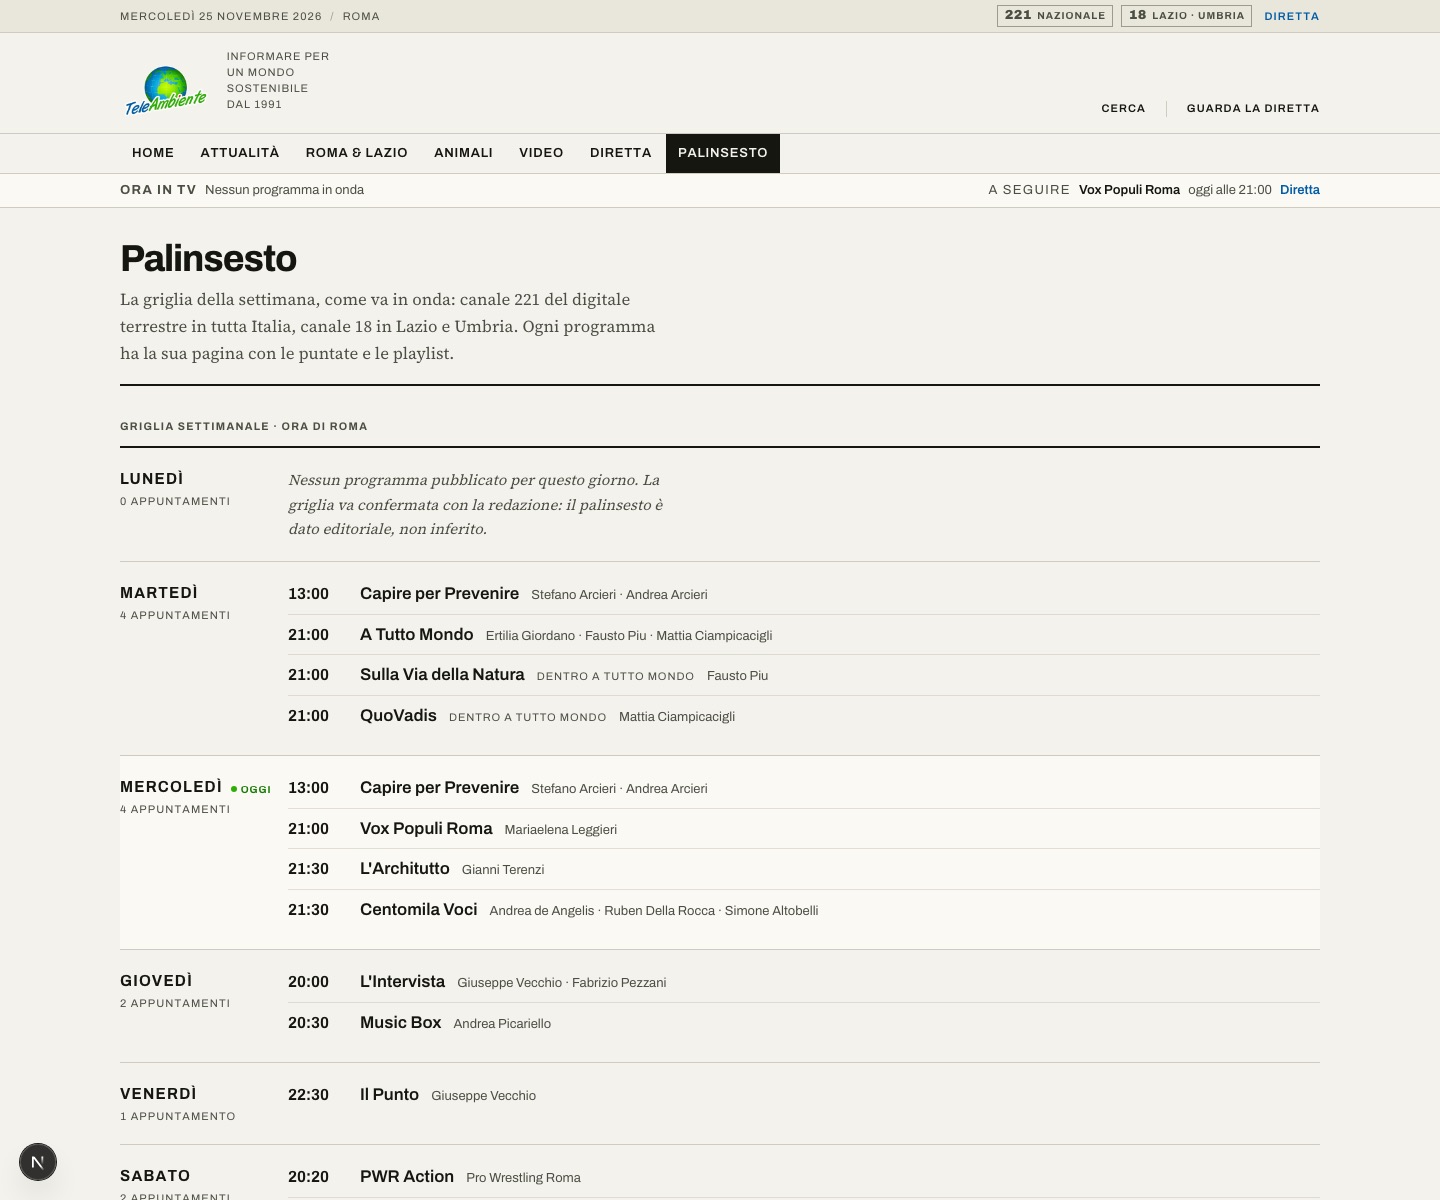 MERCOLEDÌ 25 NOVEMBRE 2026 / ROMA
221 NAZIONALE 18 LAZIO · UMBRIA DIRETTA
TeleAmbiente
INFORMARE PER
UN MONDO
SOSTENIBILE
DAL 1991
CERCA GUARDA LA DIRETTA
HOME ATTUALITÀ ROMA & LAZIO ANIMALI VIDEO DIRETTA PALINSESTO
ORA IN TV Nessun programma in onda
A SEGUIRE Vox Populi Roma oggi alle 21:00 Diretta
Palinsesto
La griglia della settimana, come va in onda: canale 221 del digitale
terrestre in tutta Italia, canale 18 in Lazio e Umbria. Ogni programma
ha la sua pagina con le puntate e le playlist.
GRIGLIA SETTIMANALE · ORA DI ROMA
LUNEDÌ
0 APPUNTAMENTI
Nessun programma pubblicato per questo giorno. La
griglia va confermata con la redazione: il palinsesto è
dato editoriale, non inferito.
MARTEDÌ
4 APPUNTAMENTI
13:00 Capire per Prevenire Stefano Arcieri · Andrea Arcieri
21:00 A Tutto Mondo Ertilia Giordano · Fausto Piu · Mattia Ciampicacigli
21:00 Sulla Via della Natura DENTRO A TUTTO MONDO Fausto Piu
21:00 QuoVadis DENTRO A TUTTO MONDO Mattia Ciampicacigli
MERCOLEDÌ OGGI
4 APPUNTAMENTI
13:00 Capire per Prevenire Stefano Arcieri · Andrea Arcieri
21:00 Vox Populi Roma Mariaelena Leggieri
21:30 L'Architutto Gianni Terenzi
21:30 Centomila Voci Andrea de Angelis · Ruben Della Rocca · Simone Altobelli
GIOVEDÌ
2 APPUNTAMENTI
20:00 L'Intervista Giuseppe Vecchio · Fabrizio Pezzani
20:30 Music Box Andrea Picariello
VENERDÌ
1 APPUNTAMENTO
22:30 Il Punto Giuseppe Vecchio
SABATO
2 APPUNTAMENTI
20:20 PWR Action Pro Wrestling Roma
N